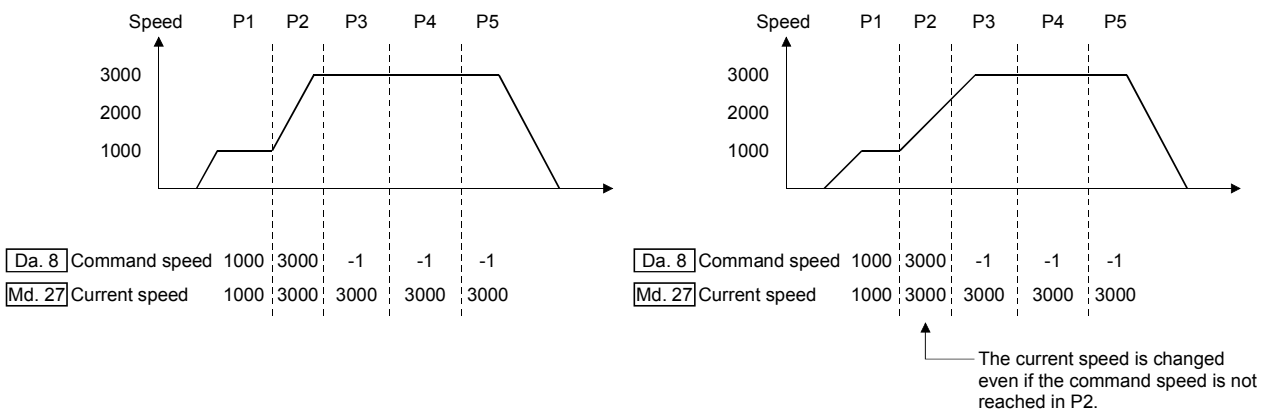 Speed P1 P2 P3 P4 P5
3000
2000
1000
Da. 8 Command speed 1000 3000 -1 -1 -1
Md. 27 Current speed 1000 3000 3000 3000 3000
Speed P1 P2 P3 P4 P5
3000
2000
1000
Da. 8 Command speed 1000 3000 -1 -1 -1
Md. 27 Current speed 1000 3000 3000 3000 3000
The current speed is changed
even if the command speed is not
reached in P2.